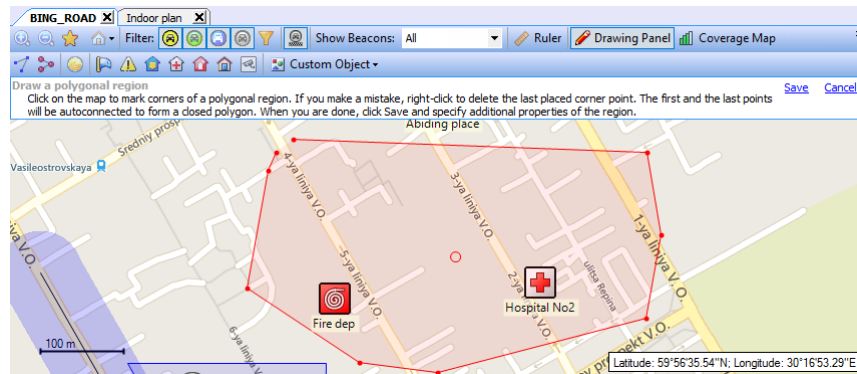 BING_ROAD X Indoor plan X
Filter: Show Beacons: All Ruler Drawing Panel Coverage Map
Custom Object
Draw a polygonal region Save Cancel
Click on the map to mark corners of a polygonal region. If you make a mistake, right-click to delete the last placed corner point. The first and the last points
will be autoconnected to form a closed polygon. When you are done, click Save and specify additional properties of the region.
Abiding place
Sredniy prosp
Vasileostrovskaya
4-ya liniya V.O.
3-ya liniya V.O.
1-ya liniya V.O.
V.O.
5-ya liniya V.O.
2-ya liniya V.O.
ulitsa Repina
Hospital No2
Fire dep
6-ya liniya V.O.
100 m
prospekt V.O.
Latitude: 59°56'35.54"N; Longitude: 30°16'53.29"E